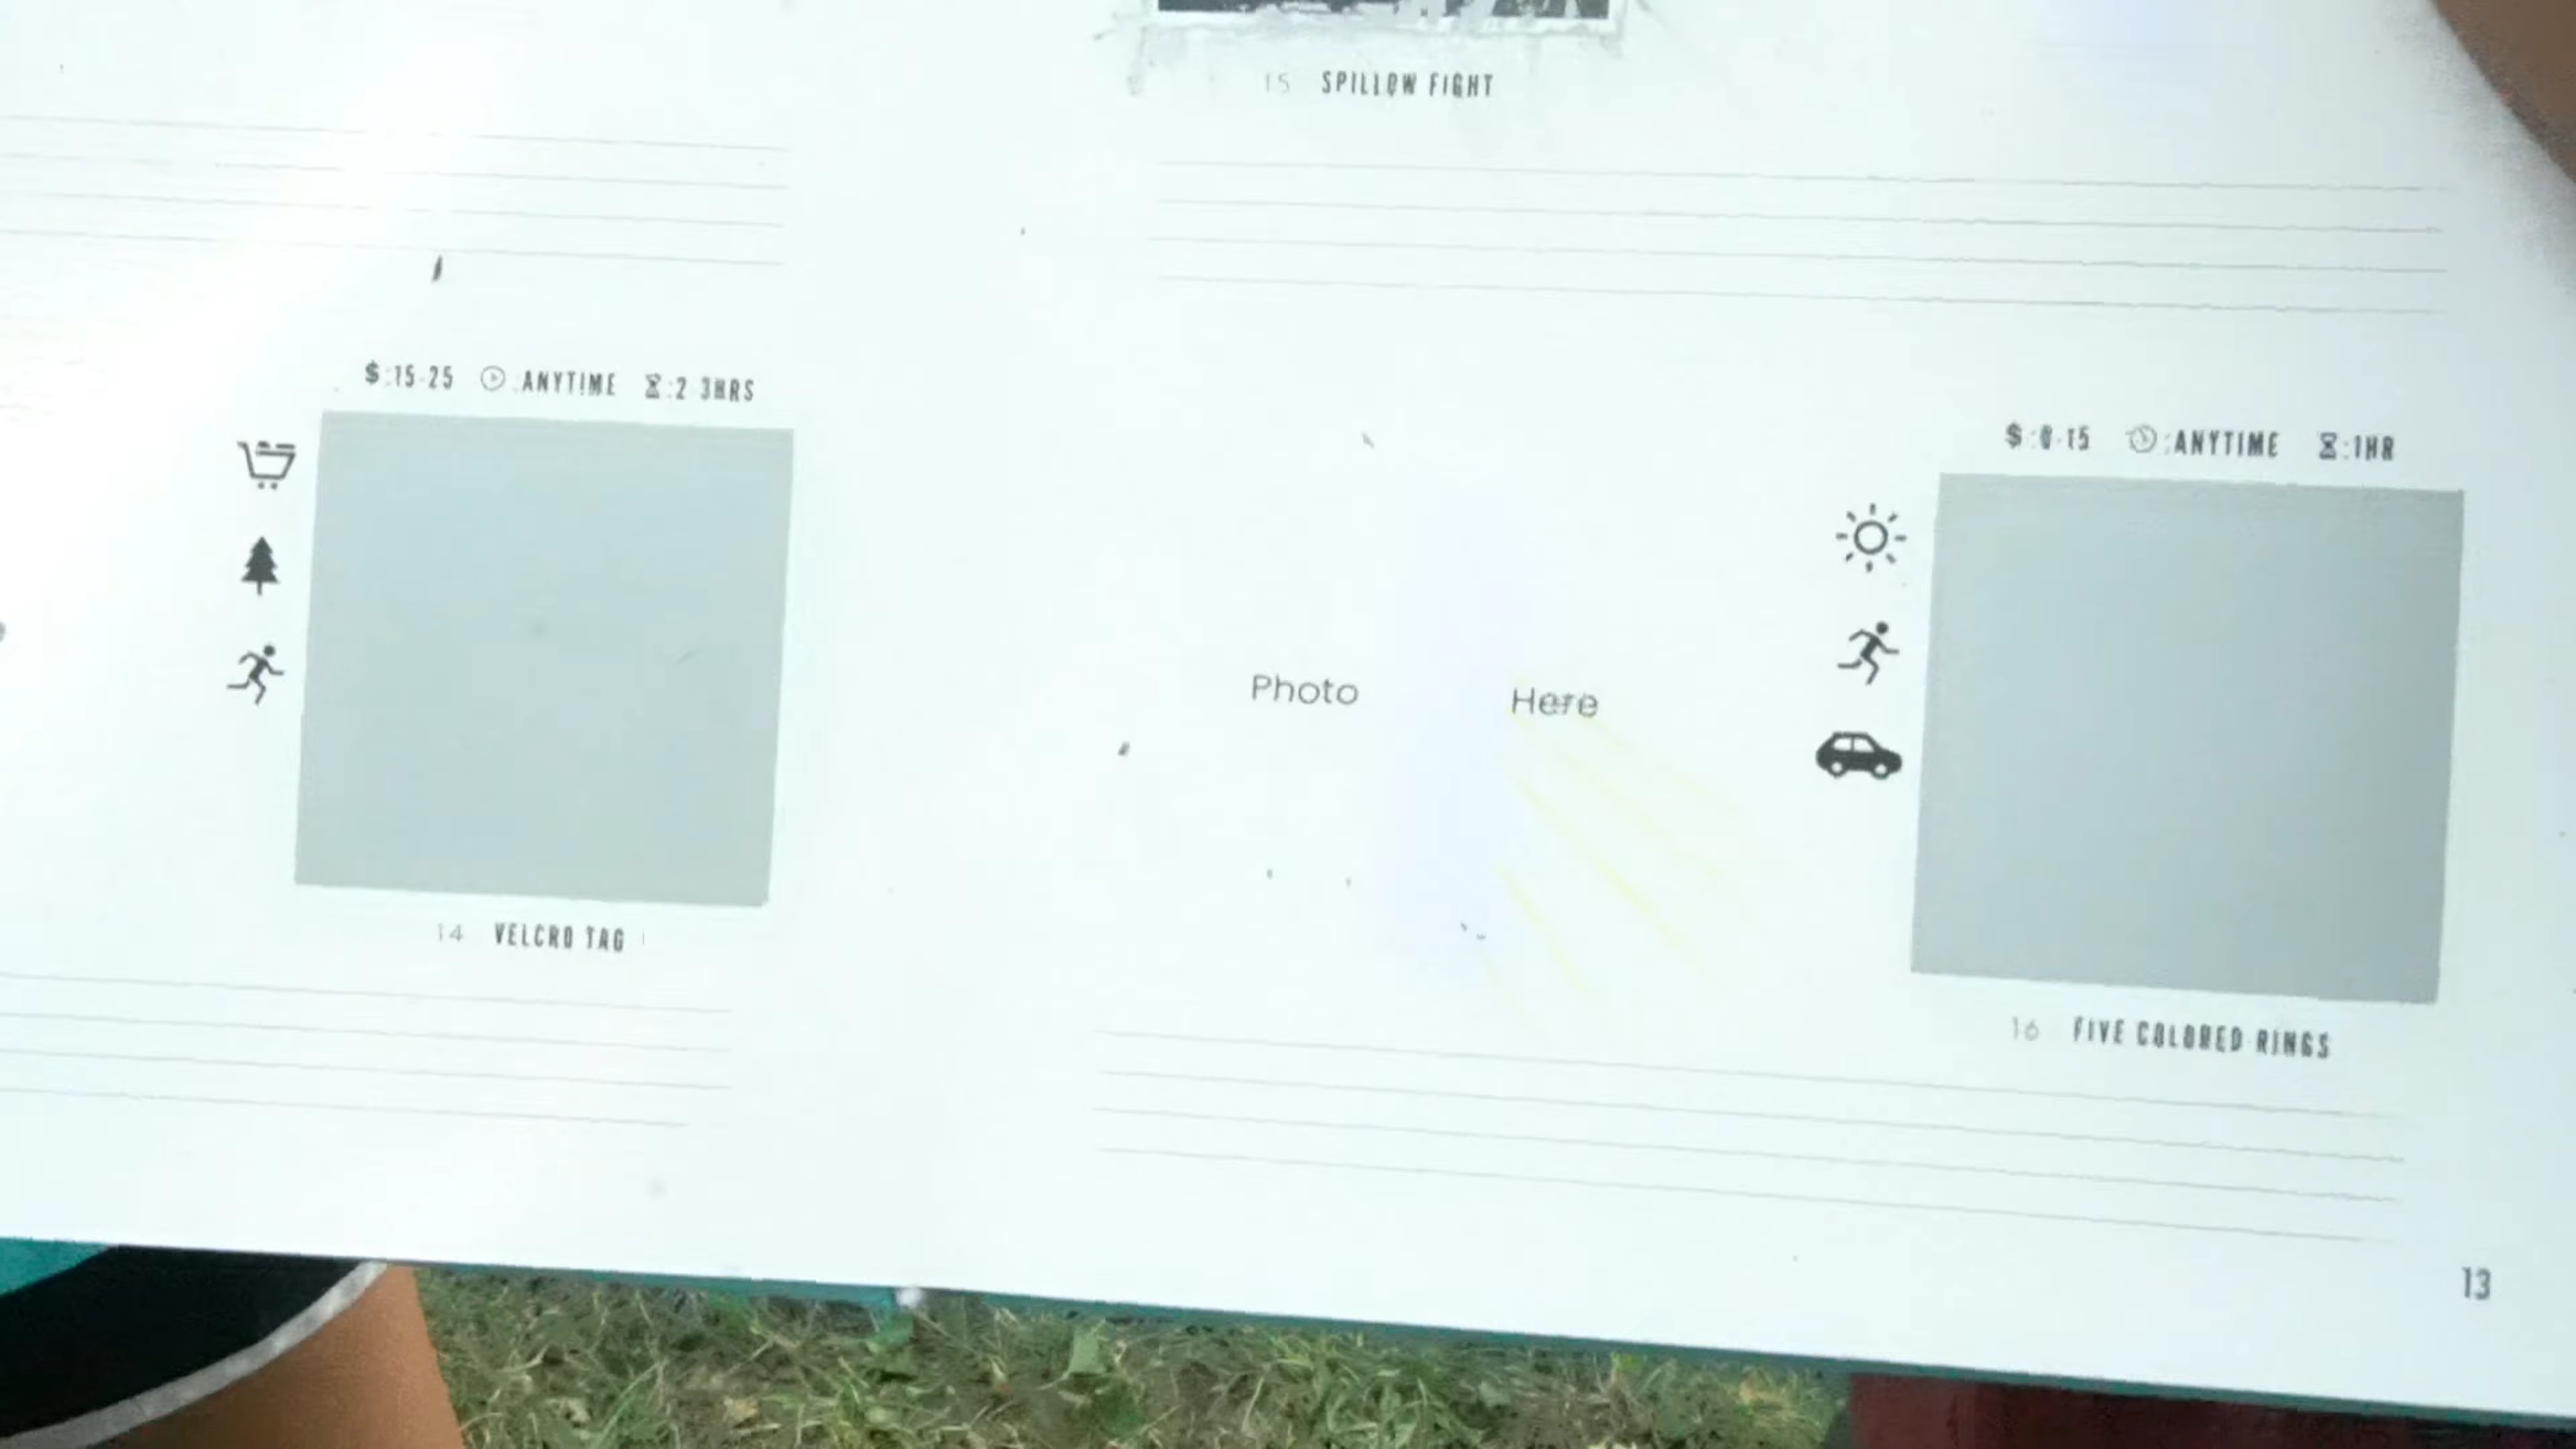 15 SPILLOW FIGHT
$:15-25 :ANYTIME :2-3HRS
14 VELCRO TAG
Photo Here
$:0-15 :ANYTIME :1HR
16 FIVE COLORED RINGS
13